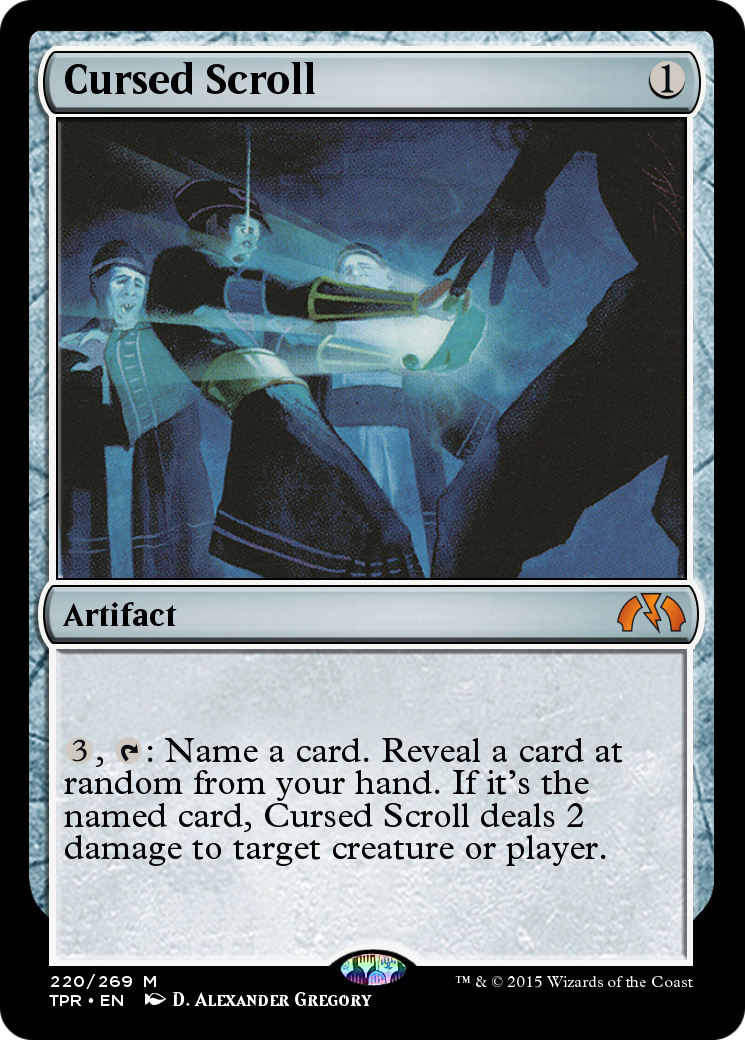 Cursed Scroll 1
Artifact
3, : Name a card. Reveal a card at
random from your hand. If it's the
named card, Cursed Scroll deals 2
damage to target creature or player.
220/269 M
TPR • EN D. Alexander Gregory
™ & © 2015 Wizards of the Coast